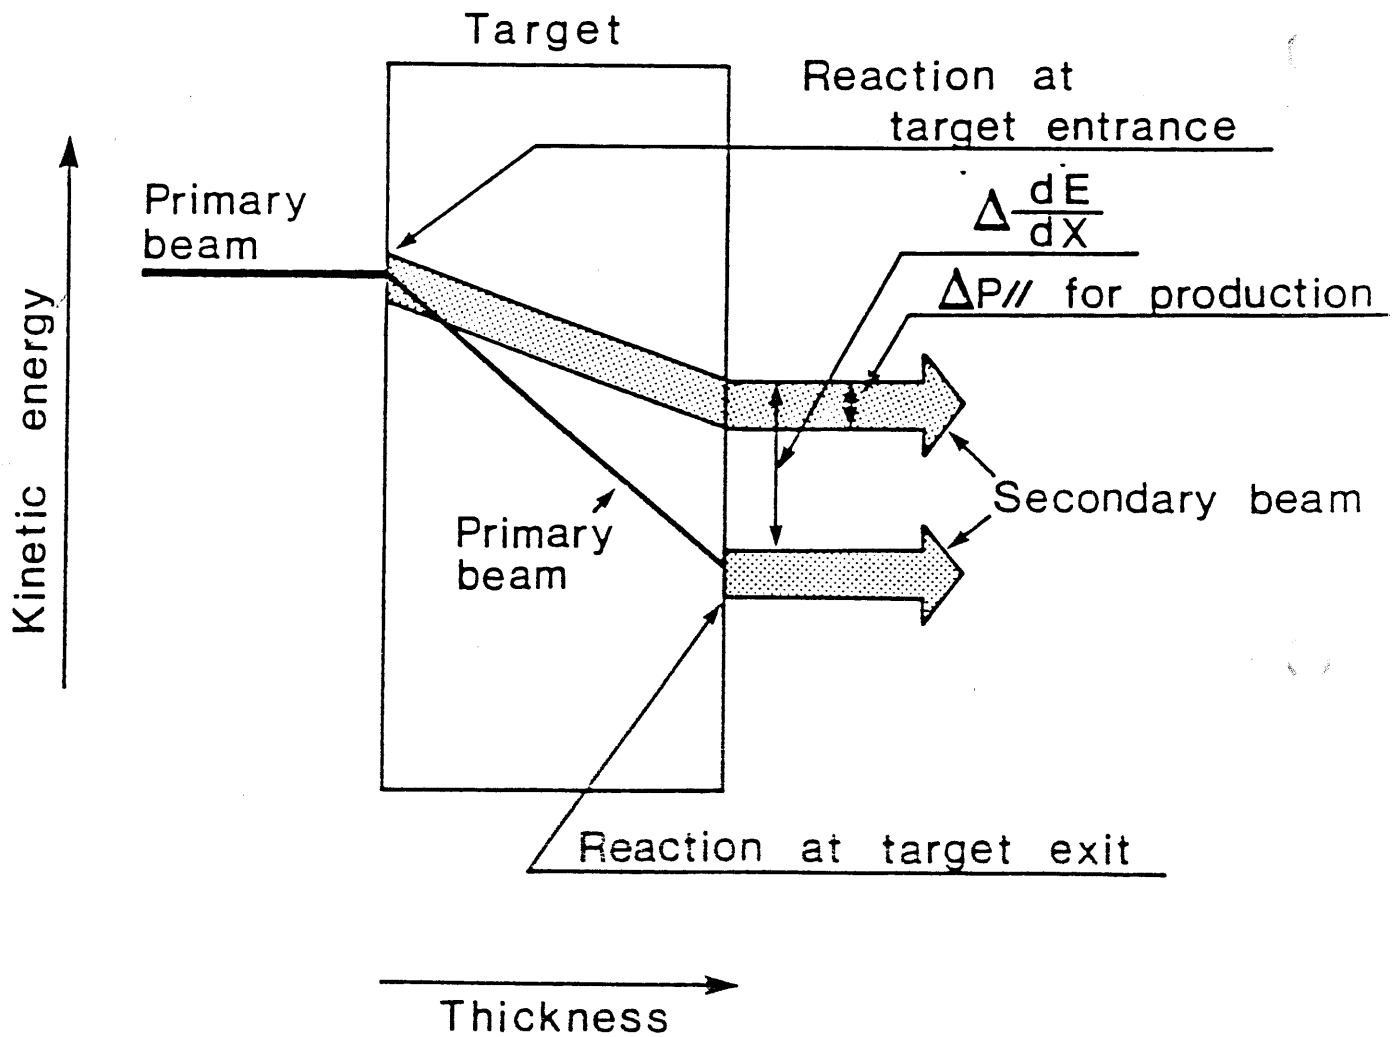 Target
Reaction at
target entrance
Primary
beam
Δ dE
dX
ΔP// for production
Kinetic energy
Secondary beam
Primary
beam
Reaction at target exit
Thickness